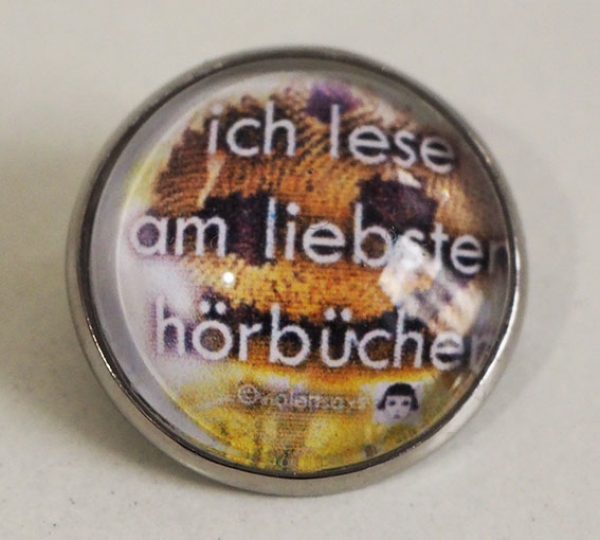 ich lese
am liebsten
hörbücher